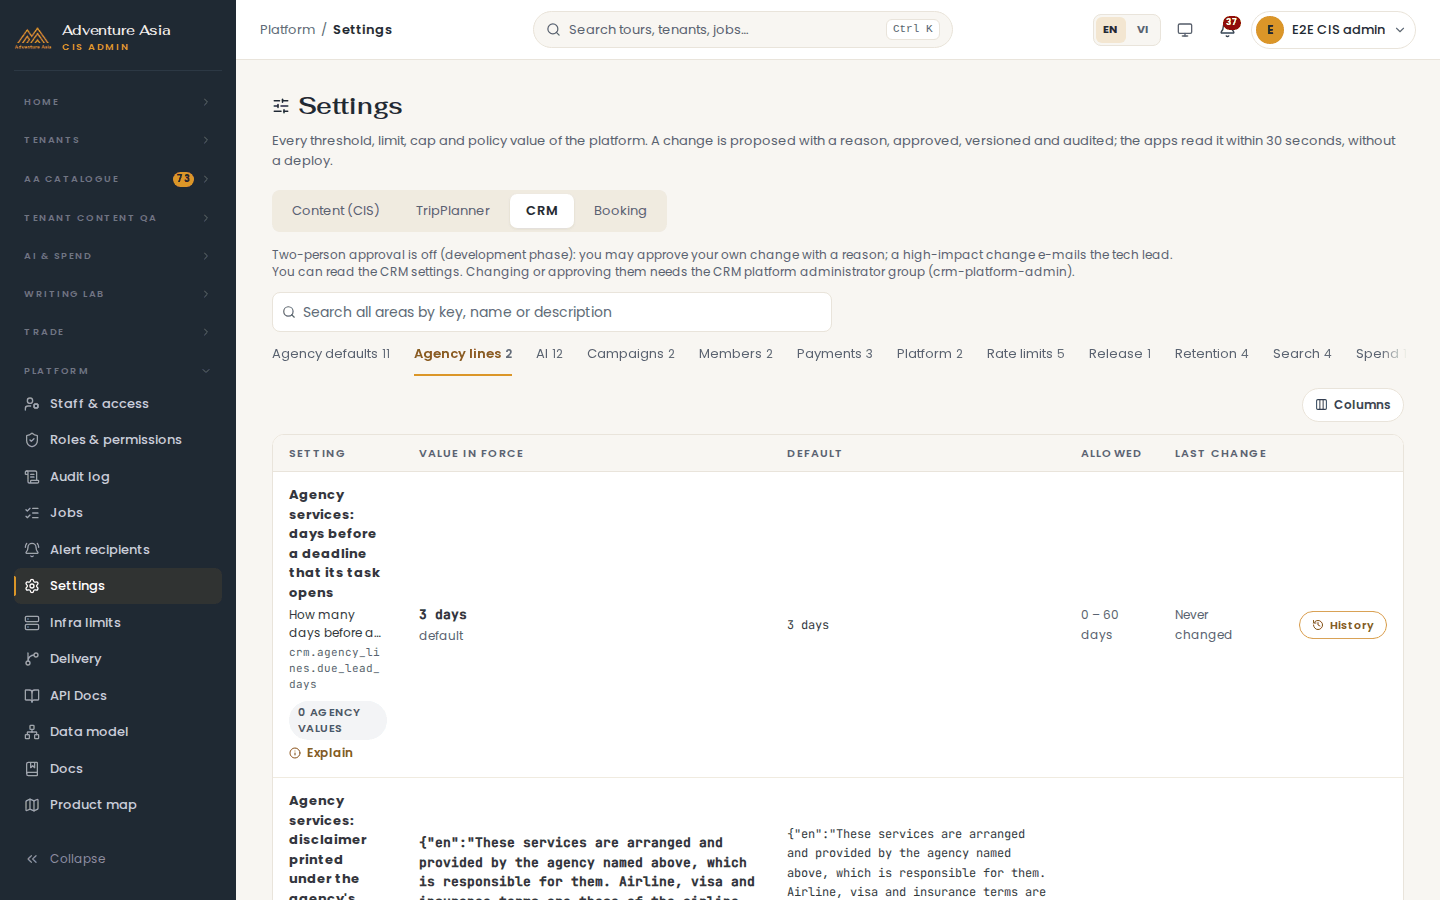 Adventure Asia
CIS ADMIN
Adventure Asia
Platform / Settings
Search tours, tenants, jobs...
Ctrl K
EN VI
37
E E2E CIS admin
HOME
TENANTS
AA CATALOGUE 73
TENANT CONTENT QA
AI & SPEND
WRITING LAB
TRADE
PLATFORM
Staff & access
Roles & permissions
Audit log
Jobs
Alert recipients
Settings
Infra limits
Delivery
API Docs
Data model
Docs
Product map
Collapse
Settings
Every threshold, limit, cap and policy value of the platform. A change is proposed with a reason, approved, versioned and audited; the apps read it within 30 seconds, without
a deploy.
Content (CIS) TripPlanner CRM Booking
Two-person approval is off (development phase): you may approve your own change with a reason; a high-impact change e-mails the tech lead.
You can read the CRM settings. Changing or approving them needs the CRM platform administrator group (crm-platform-admin).
Search all areas by key, name or description
Agency defaults 11 Agency lines 2 AI 12 Campaigns 2 Members 2 Payments 3 Platform 2 Rate limits 5 Release 1 Retention 4 Search 4 Spend
Columns
SETTING VALUE IN FORCE DEFAULT ALLOWED LAST CHANGE
Agency
services:
days before
a deadline
that its task
opens
How many
days before a...
crm.agency_li
nes.due_lead_
days
0 AGENCY
VALUES
Explain
3 days
default
3 days
0 – 60
days
Never
changed
History
Agency
services:
disclaimer
printed
under the
agency's
{"en":"These services are arranged and
provided by the agency named above, which
is responsible for them. Airline, visa and
insurance terms are those of the airline,
{"en":"These services are arranged
and provided by the agency named
above, which is responsible for them.
Airline, visa and insurance terms are